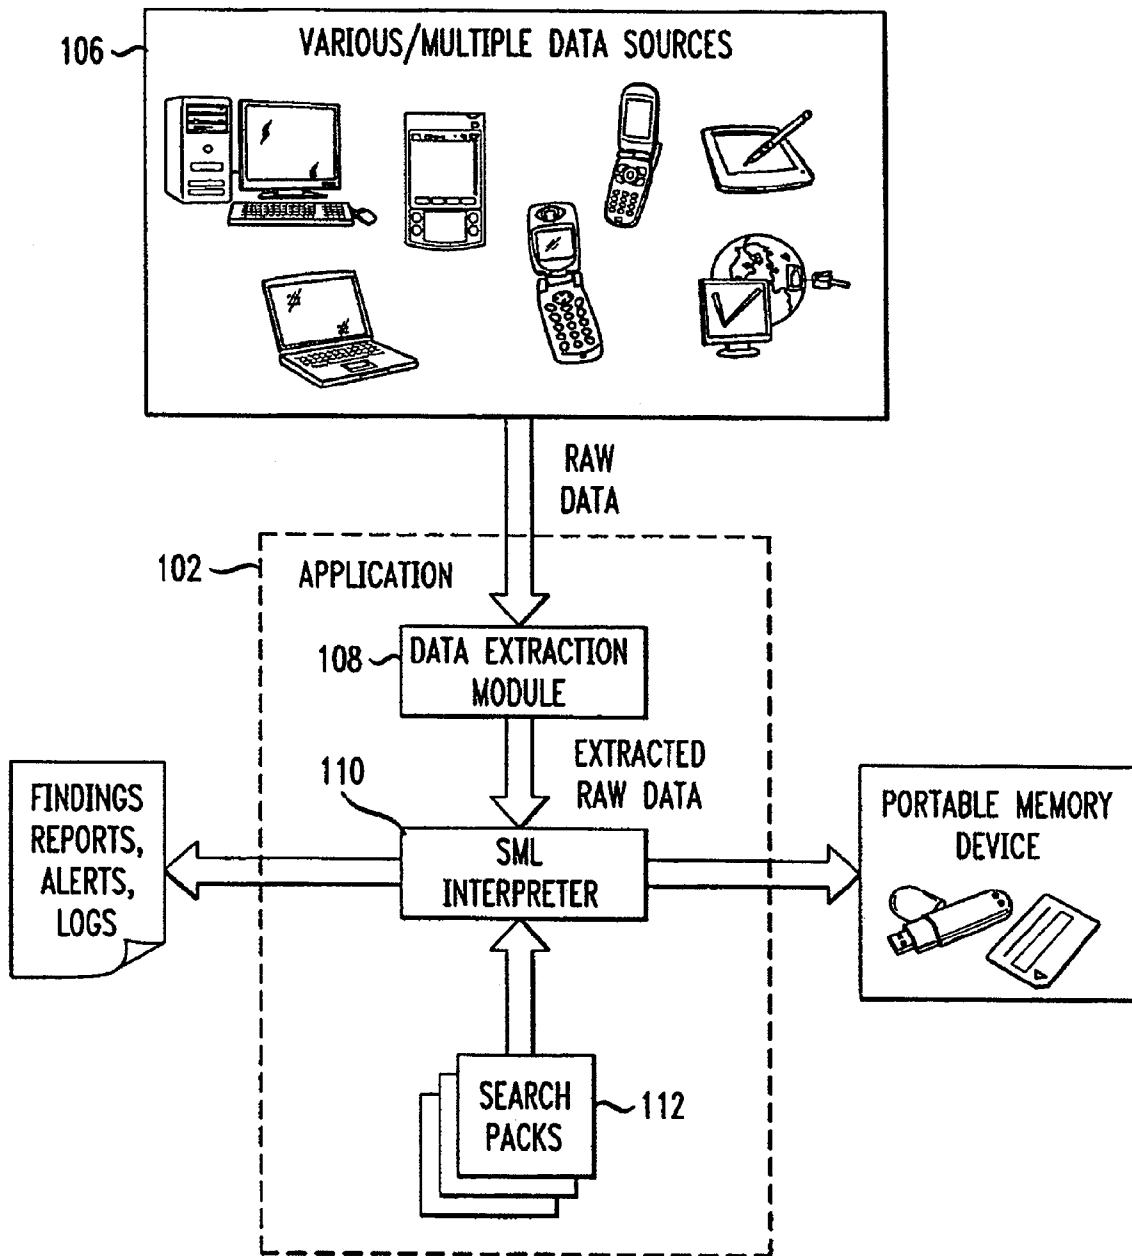 VARIOUS/MULTIPLE DATA SOURCES
106
RAW
DATA
102
APPLICATION
108
DATA EXTRACTION
MODULE
EXTRACTED
RAW DATA
110
FINDINGS
REPORTS,
ALERTS,
LOGS
SML
INTERPRETER
PORTABLE MEMORY
DEVICE
SEARCH
PACKS
112